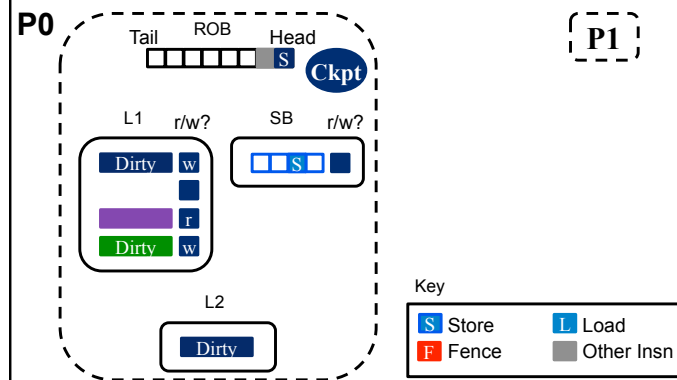 P0
ROB
Tail
Head
S
Ckpt
P1
L1
r/w?
SB
r/w?
Dirty
w
S
r
Dirty
w
L2
Dirty
Key
S Store
L Load
F Fence
Other Insn